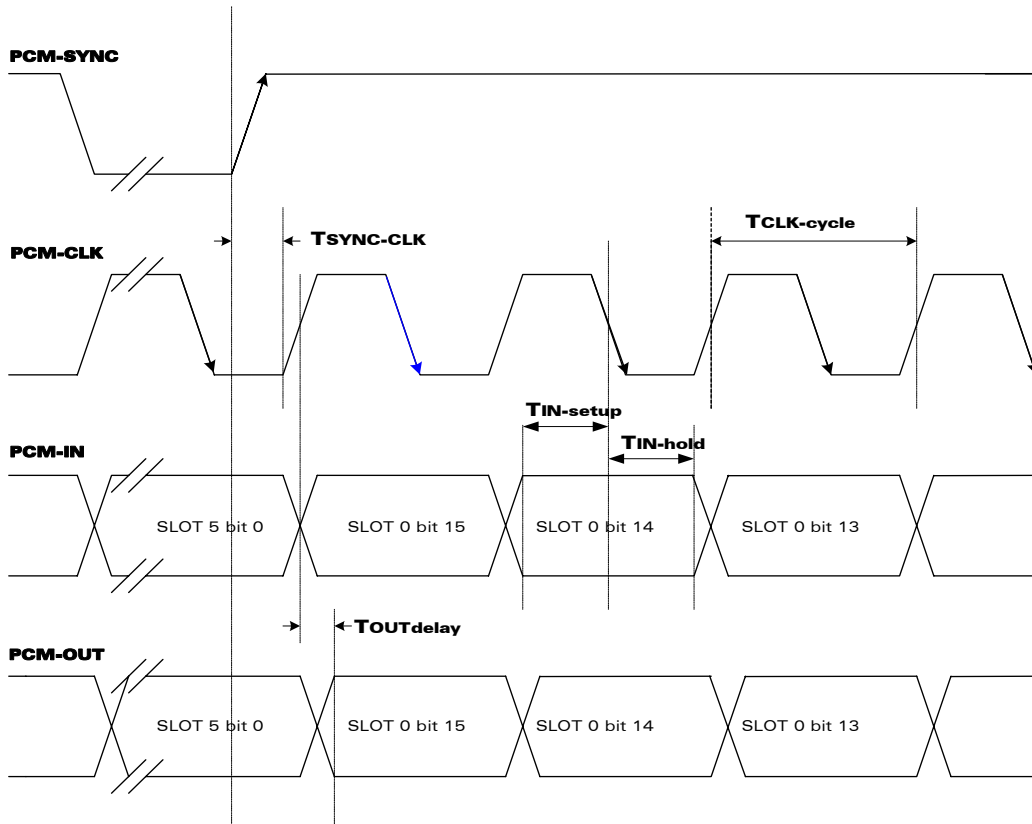 PCM-SYNC
TSYNC-CLK
TCLK-cycle
PCM-CLK
TIN-setup
TIN-hold
PCM-IN
SLOT 5 bit 0
SLOT 0 bit 15
SLOT 0 bit 14
SLOT 0 bit 13
TOUTdelay
PCM-OUT
SLOT 5 bit 0
SLOT 0 bit 15
SLOT 0 bit 14
SLOT 0 bit 13